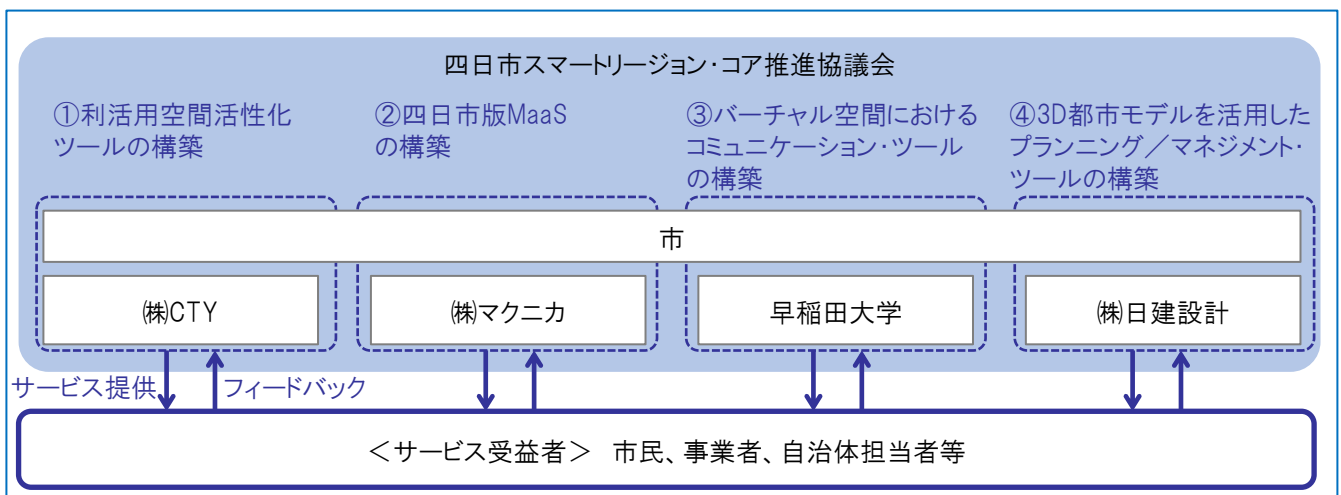 四日市スマートリージョン・コア推進協議会
①利活用空間活性化
ツールの構築
②四日市版MaaS
の構築
③バーチャル空間における
コミュニケーション・ツール
の構築
④3D都市モデルを活用した
プランニング／マネジメント・
ツールの構築
市
㈱CTY
㈱マクニカ
早稲田大学
㈱日建設計
サービス提供
フィードバック
＜サービス受益者＞ 市民、事業者、自治体担当者等